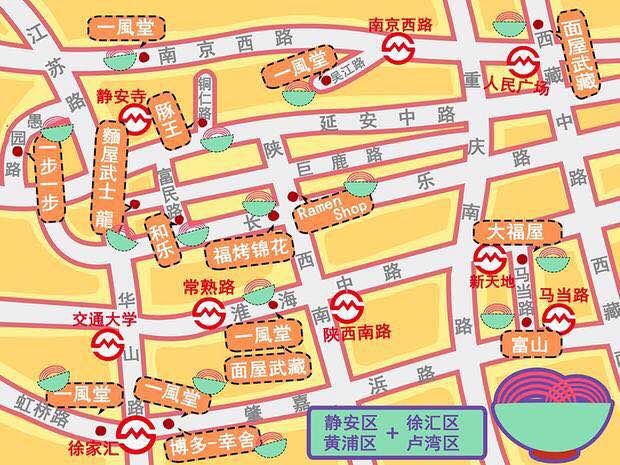 江苏路
一風堂
南京西路
南京西路
一風堂
吴江路
重庆南路
人民广场
西藏中路
面屋武藏
静安寺
豚王
铜仁路
延安中路
愚园路
一步一步
麵屋武士 龍
富民路
和乐
陕西南路
巨鹿路
长乐路
Ramen
Shop
福烤锦花
大福屋
新天地
马当路
马当路
富山
西藏
常熟路
淮海中路
陕西南路
一風堂
面屋武藏
交通大学
华山路
一風堂
一風堂
虹桥路
徐家汇
博多-幸舍
肇嘉浜路
静安区
黄浦区
+
徐汇区
卢湾区